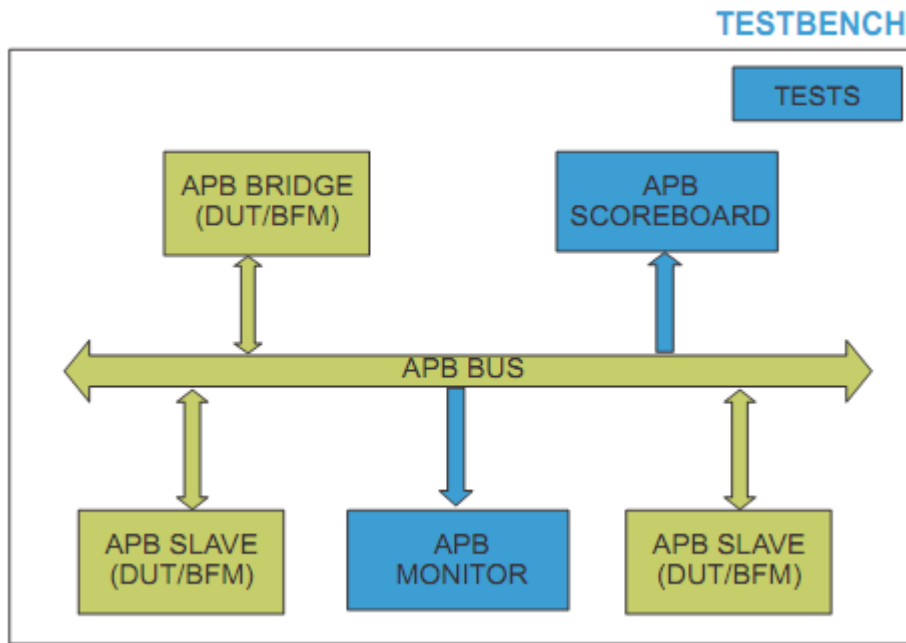 TESTBENCH
TESTS
APB BRIDGE
(DUT/BFM)
APB
SCOREBOARD
APB BUS
APB SLAVE
(DUT/BFM)
APB
MONITOR
APB SLAVE
(DUT/BFM)